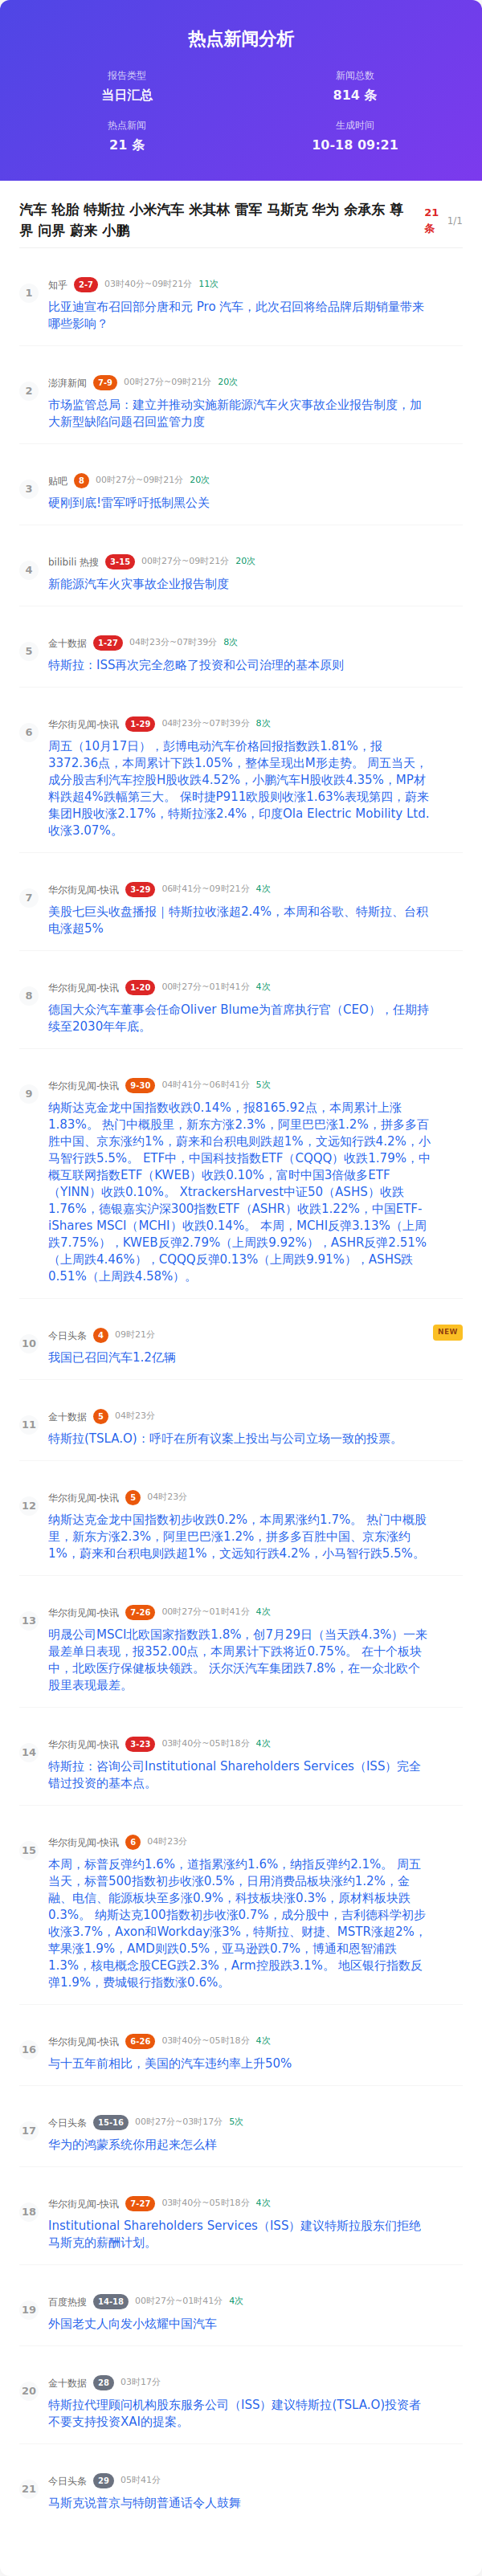 热点新闻分析
报告类型
当日汇总
新闻总数
814 条
热点新闻
21 条
生成时间
10-18 09:21
汽车 轮胎 特斯拉 小米汽车 米其林 雷军 马斯克 华为 余承东 尊
界 问界 蔚来 小鹏
21
条
1/1
1
知乎 2-7 03时40分~09时21分 11次
比亚迪宣布召回部分唐和元 Pro 汽车，此次召回将给品牌后期销量带来
哪些影响？
2
澎湃新闻 7-9 00时27分~09时21分 20次
市场监管总局：建立并推动实施新能源汽车火灾事故企业报告制度，加
大新型缺陷问题召回监管力度
3
贴吧 8 00时27分~09时21分 20次
硬刚到底!雷军呼吁抵制黑公关
4
bilibili 热搜 3-15 00时27分~09时21分 20次
新能源汽车火灾事故企业报告制度
5
金十数据 1-27 04时23分~07时39分 8次
特斯拉：ISS再次完全忽略了投资和公司治理的基本原则
6
华尔街见闻-快讯 1-29 04时23分~07时39分 8次
周五（10月17日），彭博电动汽车价格回报指数跌1.81%，报
3372.36点，本周累计下跌1.05%，整体呈现出M形走势。 周五当天，
成分股吉利汽车控股H股收跌4.52%，小鹏汽车H股收跌4.35%，MP材
料跌超4%跌幅第三大。 保时捷P911欧股则收涨1.63%表现第四，蔚来
集团H股收涨2.17%，特斯拉涨2.4%，印度Ola Electric Mobility Ltd.
收涨3.07%。
7
华尔街见闻-快讯 3-29 06时41分~09时21分 4次
美股七巨头收盘播报｜特斯拉收涨超2.4%，本周和谷歌、特斯拉、台积
电涨超5%
8
华尔街见闻-快讯 1-20 00时27分~01时41分 4次
德国大众汽车董事会任命Oliver Blume为首席执行官（CEO），任期持
续至2030年年底。
9
华尔街见闻-快讯 9-30 04时41分~06时41分 5次
纳斯达克金龙中国指数收跌0.14%，报8165.92点，本周累计上涨
1.83%。 热门中概股里，新东方涨2.3%，阿里巴巴涨1.2%，拼多多百
胜中国、京东涨约1%，蔚来和台积电则跌超1%，文远知行跌4.2%，小
马智行跌5.5%。 ETF中，中国科技指数ETF（CQQQ）收跌1.79%，中
概互联网指数ETF（KWEB）收跌0.10%，富时中国3倍做多ETF
（YINN）收跌0.10%。 XtrackersHarvest中证50（ASHS）收跌
1.76%，德银嘉实沪深300指数ETF（ASHR）收跌1.22%，中国ETF-
iShares MSCI（MCHI）收跌0.14%。 本周，MCHI反弹3.13%（上周
跌7.75%），KWEB反弹2.79%（上周跌9.92%），ASHR反弹2.51%
（上周跌4.46%），CQQQ反弹0.13%（上周跌9.91%），ASHS跌
0.51%（上周跌4.58%）。
10
今日头条 4 09时21分
NEW
我国已召回汽车1.2亿辆
11
金十数据 5 04时23分
特斯拉(TSLA.O)：呼吁在所有议案上投出与公司立场一致的投票。
12
华尔街见闻-快讯 5 04时23分
纳斯达克金龙中国指数初步收跌0.2%，本周累涨约1.7%。 热门中概股
里，新东方涨2.3%，阿里巴巴涨1.2%，拼多多百胜中国、京东涨约
1%，蔚来和台积电则跌超1%，文远知行跌4.2%，小马智行跌5.5%。
13
华尔街见闻-快讯 7-26 00时27分~01时41分 4次
明晟公司MSCI北欧国家指数跌1.8%，创7月29日（当天跌4.3%）一来
最差单日表现，报352.00点，本周累计下跌将近0.75%。 在十个板块
中，北欧医疗保健板块领跌。 沃尔沃汽车集团跌7.8%，在一众北欧个
股里表现最差。
14
华尔街见闻-快讯 3-23 03时40分~05时18分 4次
特斯拉：咨询公司Institutional Shareholders Services（ISS）完全
错过投资的基本点。
15
华尔街见闻-快讯 6 04时23分
本周，标普反弹约1.6%，道指累涨约1.6%，纳指反弹约2.1%。 周五
当天，标普500指数初步收涨0.5%，日用消费品板块涨约1.2%，金
融、电信、能源板块至多涨0.9%，科技板块涨0.3%，原材料板块跌
0.3%。 纳斯达克100指数初步收涨0.7%，成分股中，吉利德科学初步
收涨3.7%，Axon和Workday涨3%，特斯拉、财捷、MSTR涨超2%，
苹果涨1.9%，AMD则跌0.5%，亚马逊跌0.7%，博通和恩智浦跌
1.3%，核电概念股CEG跌2.3%，Arm控股跌3.1%。 地区银行指数反
弹1.9%，费城银行指数涨0.6%。
16
华尔街见闻-快讯 6-26 03时40分~05时18分 4次
与十五年前相比，美国的汽车违约率上升50%
17
今日头条 15-16 00时27分~03时17分 5次
华为的鸿蒙系统你用起来怎么样
18
华尔街见闻-快讯 7-27 03时40分~05时18分 4次
Institutional Shareholders Services（ISS）建议特斯拉股东们拒绝
马斯克的薪酬计划。
19
百度热搜 14-18 00时27分~01时41分 4次
外国老丈人向发小炫耀中国汽车
20
金十数据 28 03时17分
特斯拉代理顾问机构股东服务公司（ISS）建议特斯拉(TSLA.O)投资者
不要支持投资XAI的提案。
21
今日头条 29 05时41分
马斯克说普京与特朗普通话令人鼓舞